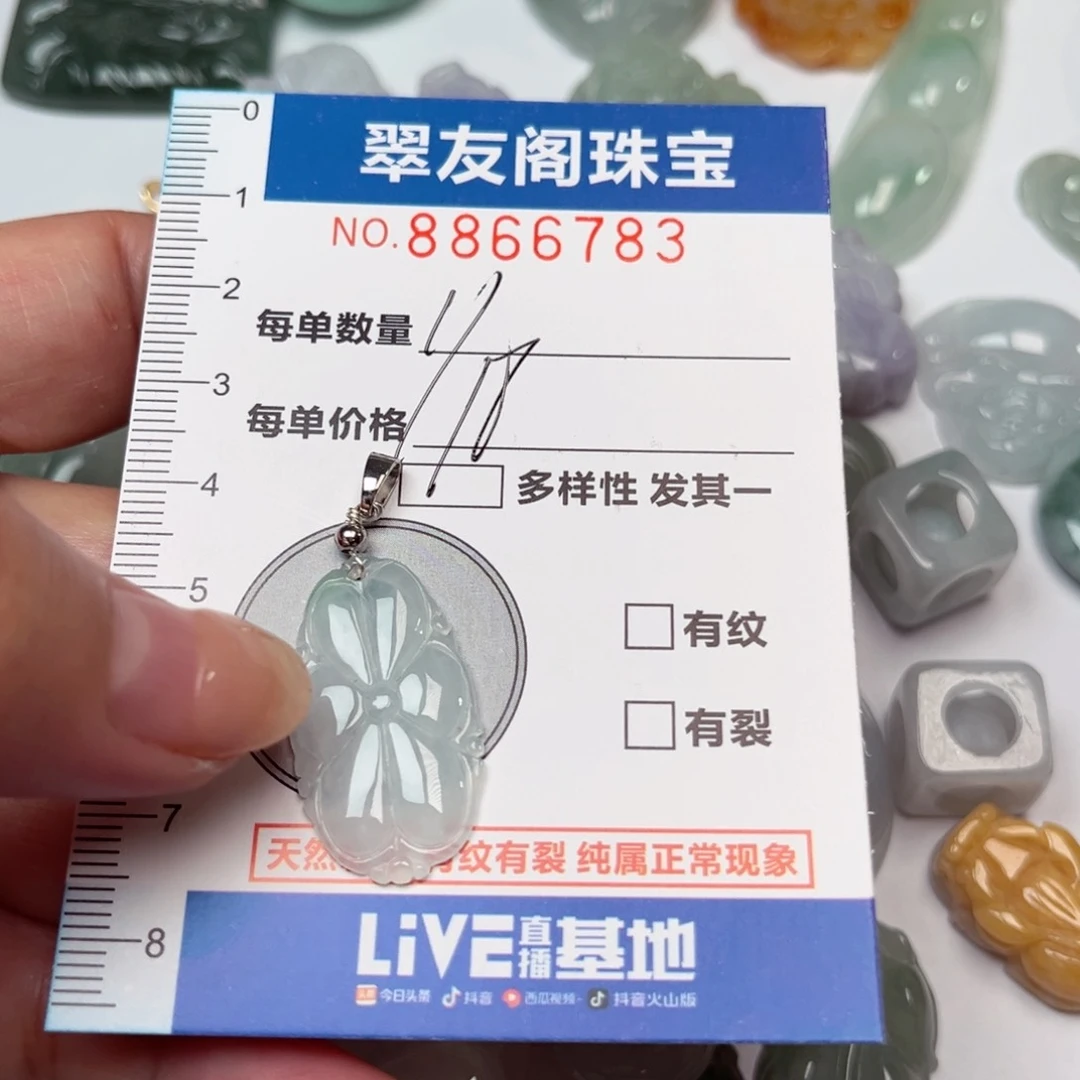 翠友阁珠宝
NO.8866783
每单数量
每单价格
多样性 发其一
有纹
有裂
天然 有纹有裂 纯属正常现象
LiVE直播基地
头条 今日头条 抖音 西瓜视频 抖音火山版
0
1
2
3
4
5
7
8